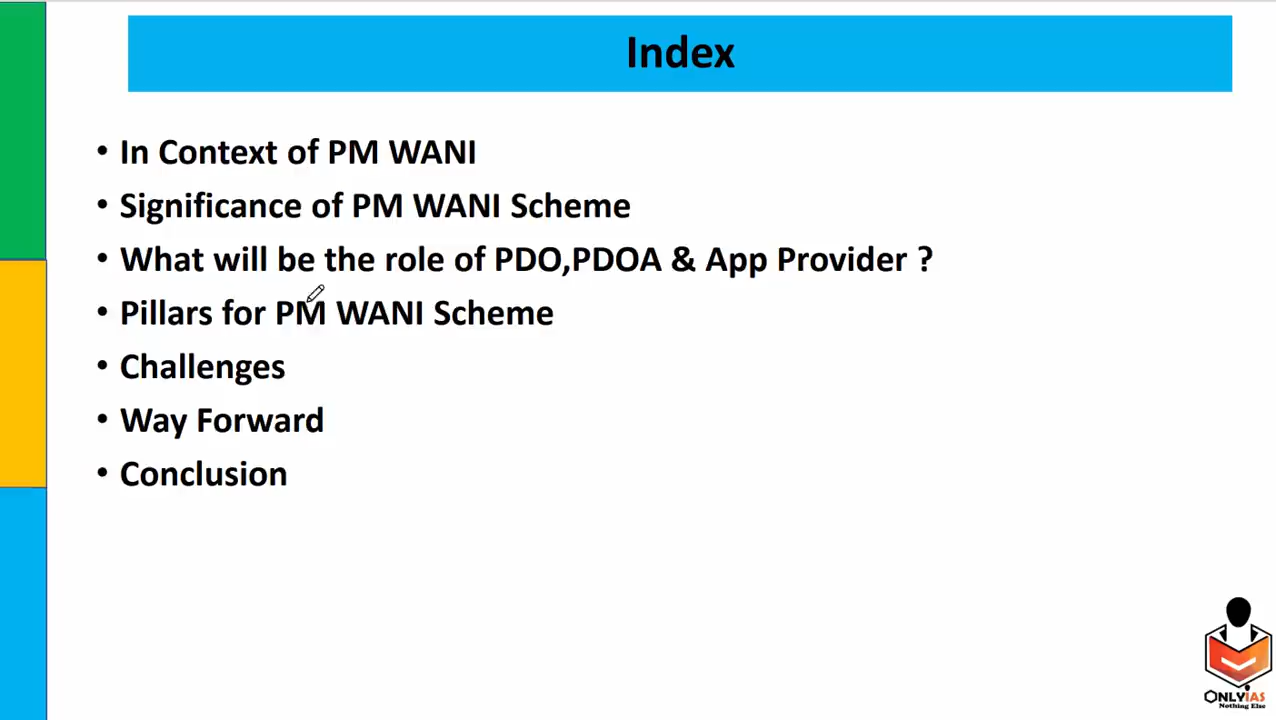 Index
• In Context of PM WANI
• Significance of PM WANI Scheme
• What will be the role of PDO,PDOA & App Provider ?
• Pillars for PM WANI Scheme
• Challenges
• Way Forward
• Conclusion
ONLYIAS
Nothing Else